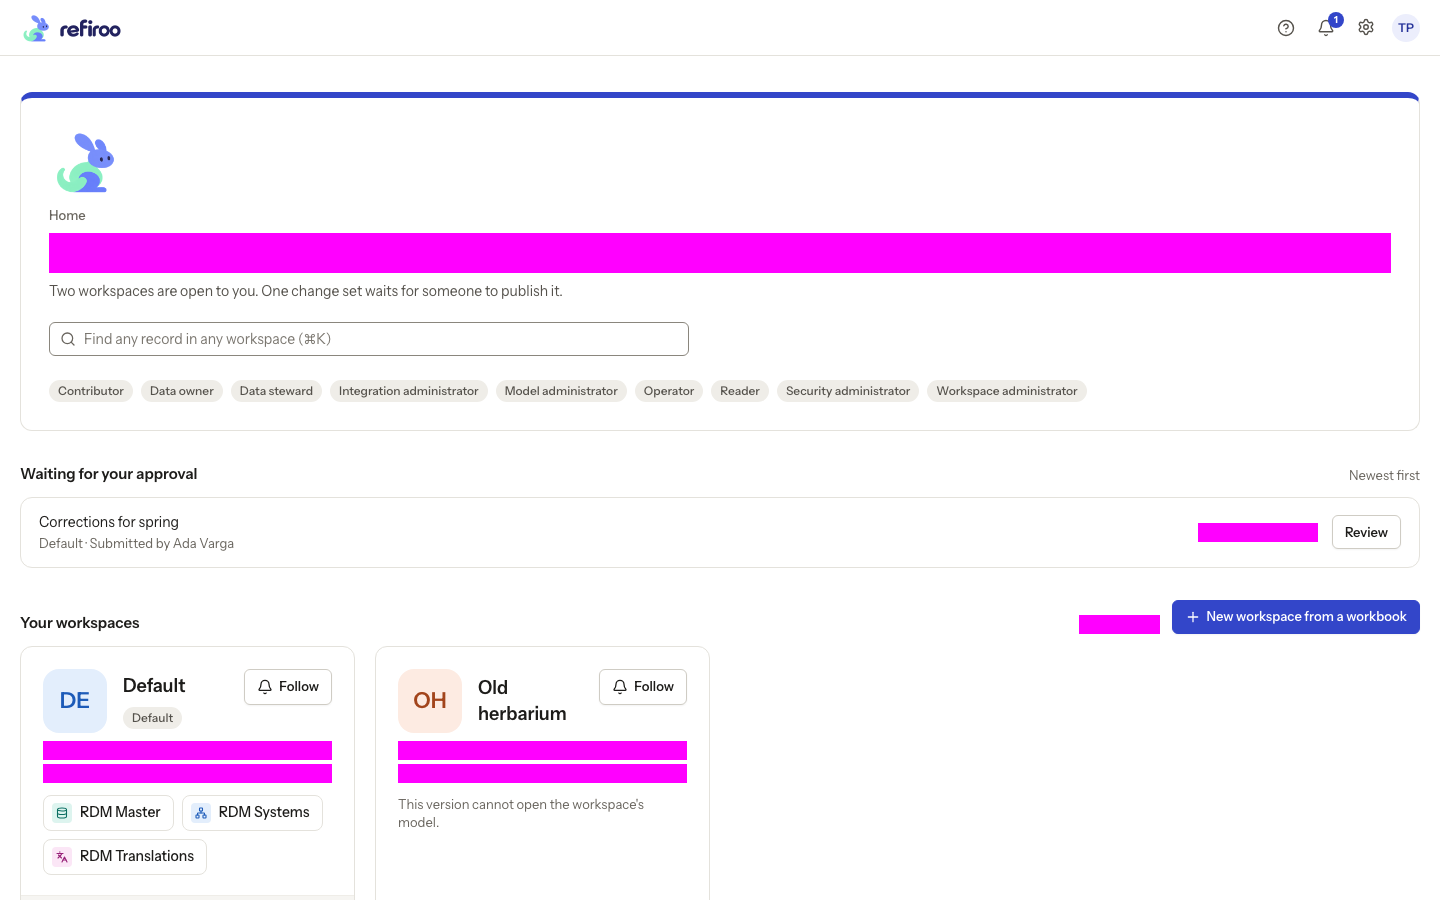 refiroo
1
TP
Home
Two workspaces are open to you. One change set waits for someone to publish it.
Find any record in any workspace (⌘K)
Contributor
Data owner
Data steward
Integration administrator
Model administrator
Operator
Reader
Security administrator
Workspace administrator
Waiting for your approval
Newest first
Corrections for spring
Default · Submitted by Ada Varga
Review
Your workspaces
New workspace from a workbook
DE
Default
Default
Follow
RDM Master
RDM Systems
RDM Translations
OH
Old
herbarium
Follow
This version cannot open the workspace's
model.